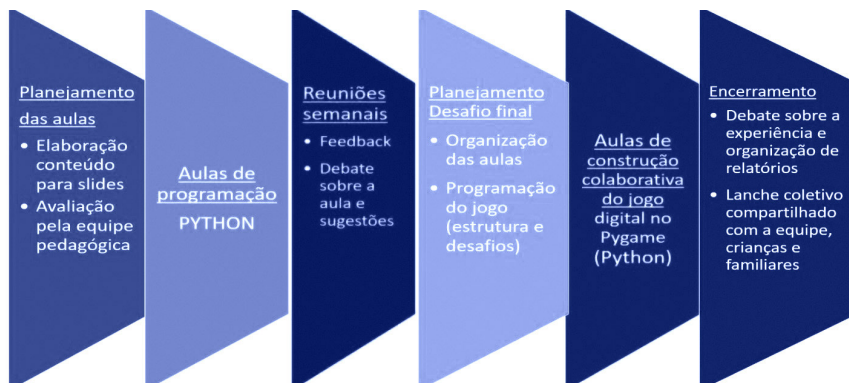 Planejamento
das aulas
• Elaboração
conteúdo
para slides
• Avaliação
pela equipe
pedagógica
Aulas de
programação
PYTHON
Reuniões
semanais
• Feedback
• Debate
sobre a
aula e
sugestões
Planejamento
Desafio final
• Organização
das aulas
• Programação
do jogo
(estrutura e
desafios)
Aulas de
construção
colaborativa
do jogo
digital no
Pygame
(Python)
Encerramento
• Debate sobre a
experiência e
organização de
relatórios
• Lanche coletivo
compartilhado
com a equipe,
crianças e
familiares